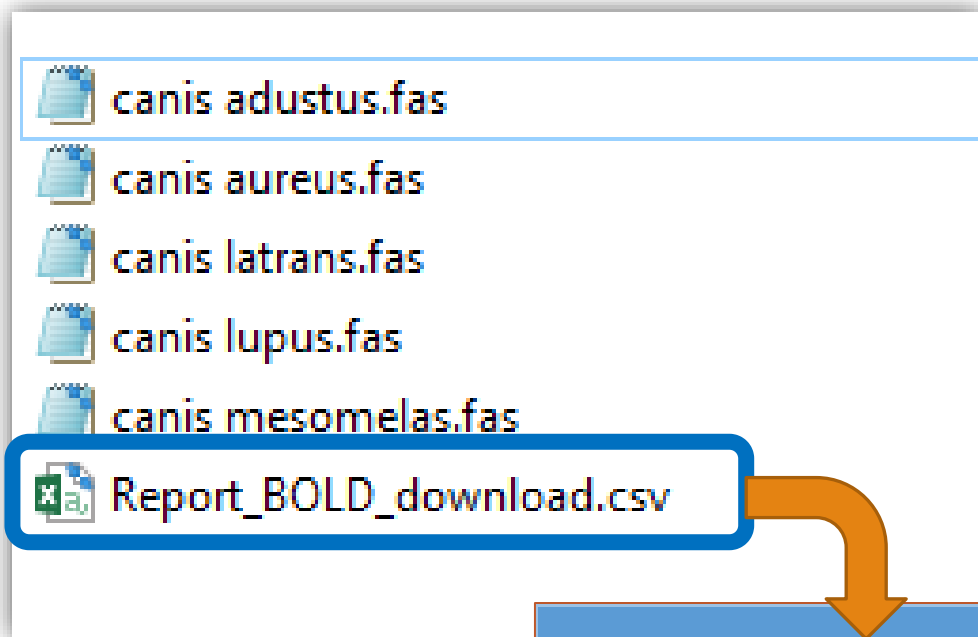 canis adustus.fas
canis aureus.fas
canis latrans.fas
canis lupus.fas
canis mesomelas.fas
Report_BOLD_download.csv